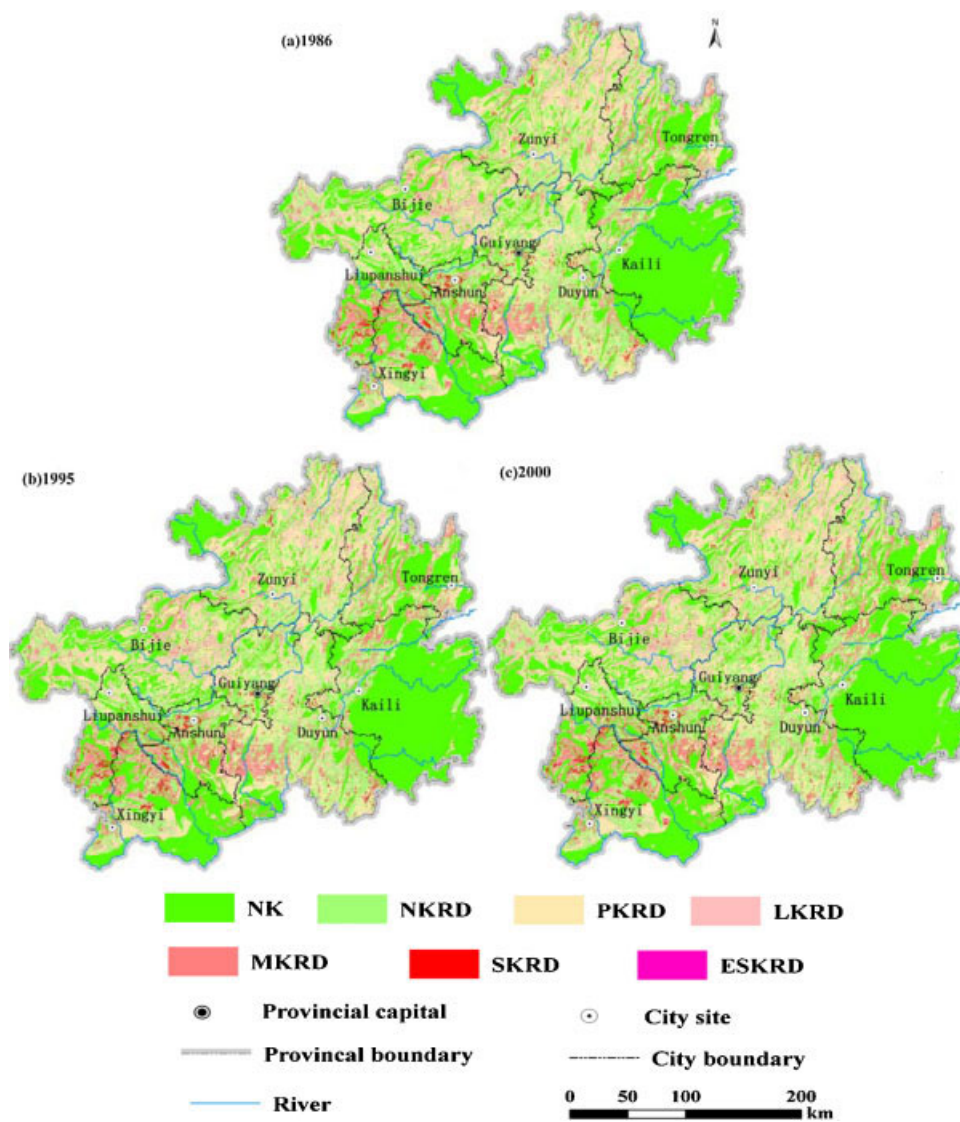 (a)1986
N
Zunyi
Tongren
Bijie
Guiyang
Kaili
Liupanshui
Anshun
Duyun
Xingyi
(b)1995
(c)2000
Zunyi
Tongren
Bijie
Guiyang
Kaili
Liupanshui
Anshun
Duyun
Xingyi
Zunyi
Tongren
Bijie
Guiyang
Kaili
Liupanshui
Anshun
Duyun
Xingyi
NK NKRD PKRD LKRD
MKRD SKRD ESKRD
Provincial capital City site
Provincal boundary City boundary
River 0 50 100 200
km